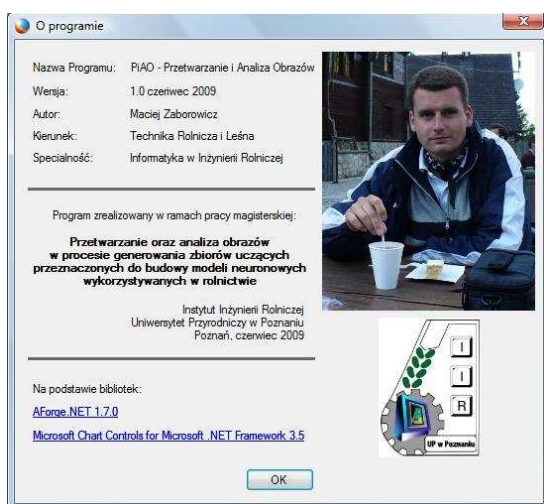 O programie
Nazwa Programu: PiAO - Przetwarzanie i Analiza Obrazów
Wersja: 1.0 czeriwec 2009
Autor: Maciej Zaborowicz
Kierunek: Technika Rolnicza i Leśna
Specialność: Informatyka w Inżynierii Rolniczej
Program zrealizowany w ramach pracy magisterskiej:
Przetwarzanie oraz analiza obrazów
w procesie generowania zbiorów uczących
przeznaczonych do budowy modeli neuronowych
wykorzystywanych w rolnictwie
Instytut Inżynierii Rolniczej
Uniwersytet Przyrodniczy w Poznaniu
Poznań, czerwiec 2009
Na podstawie bibliotek:
AForge.NET 1.7.0
Microsoft Chart Controls for Microsoft .NET Framework 3.5
I
I
R
UP w Poznaniu
OK